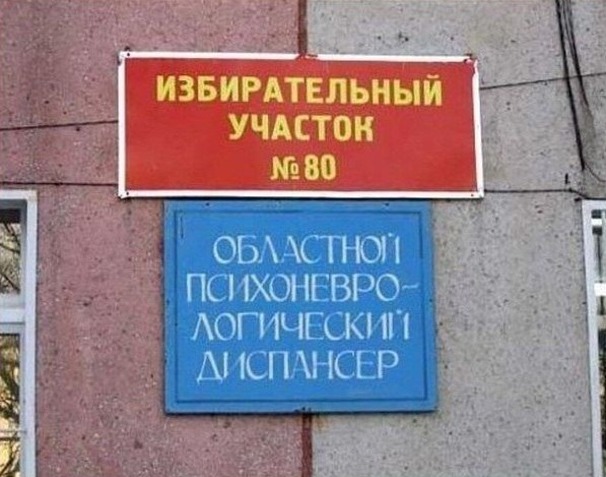 ИЗБИРАТЕЛЬНЫЙ
УЧАСТОК
№80
ОБЛАСТНОЙ
ПСИХОНЕВРО-
ЛОГИЧЕСКИЙ
ДИСПАНСЕР